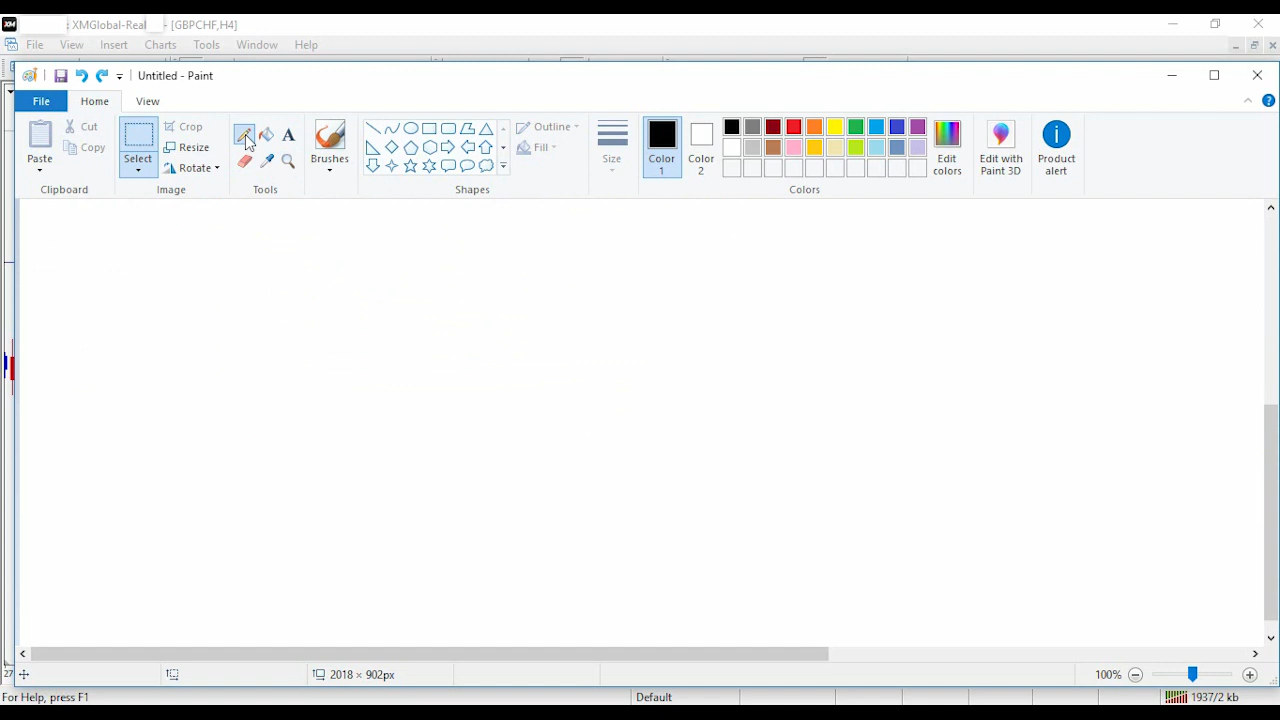 XM : XMGlobal-Real - [GBPCHF,H4]
File View Insert Charts Tools Window Help
Untitled - Paint
File Home View
Paste Cut Copy Select Crop Resize Rotate A Brushes Outline Fill Size Color 1 Color 2 Edit colors Edit with Paint 3D Product alert
Clipboard Image Tools Shapes Colors
2018 × 902px 100%
27
For Help, press F1 Default 1937/2 kb